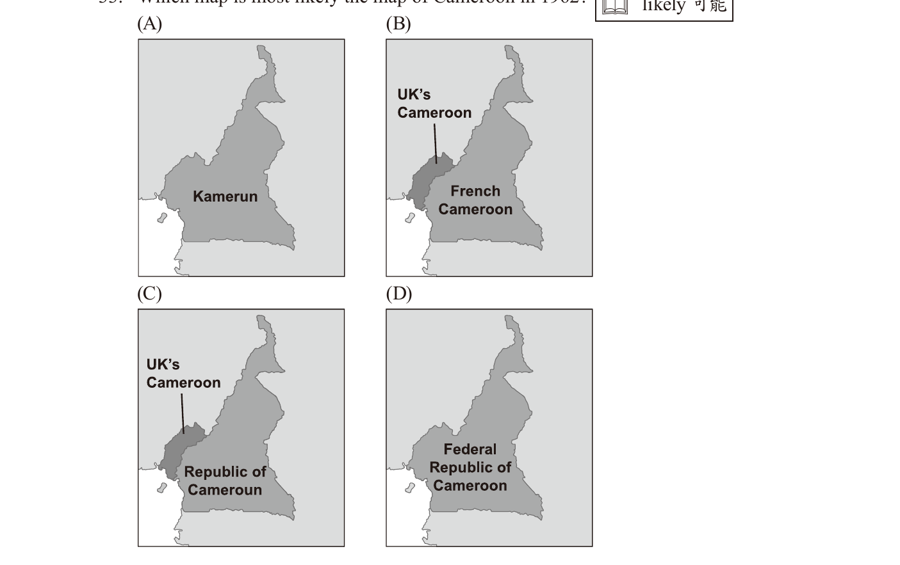 33. Which map is most likely the map of Cameroon in 1962?
likely 可能
(A)
(B)
Kamerun
UK's
Cameroon
French
Cameroon
(C)
(D)
UK's
Cameroon
Republic of
Cameroun
Federal
Republic of
Cameroon